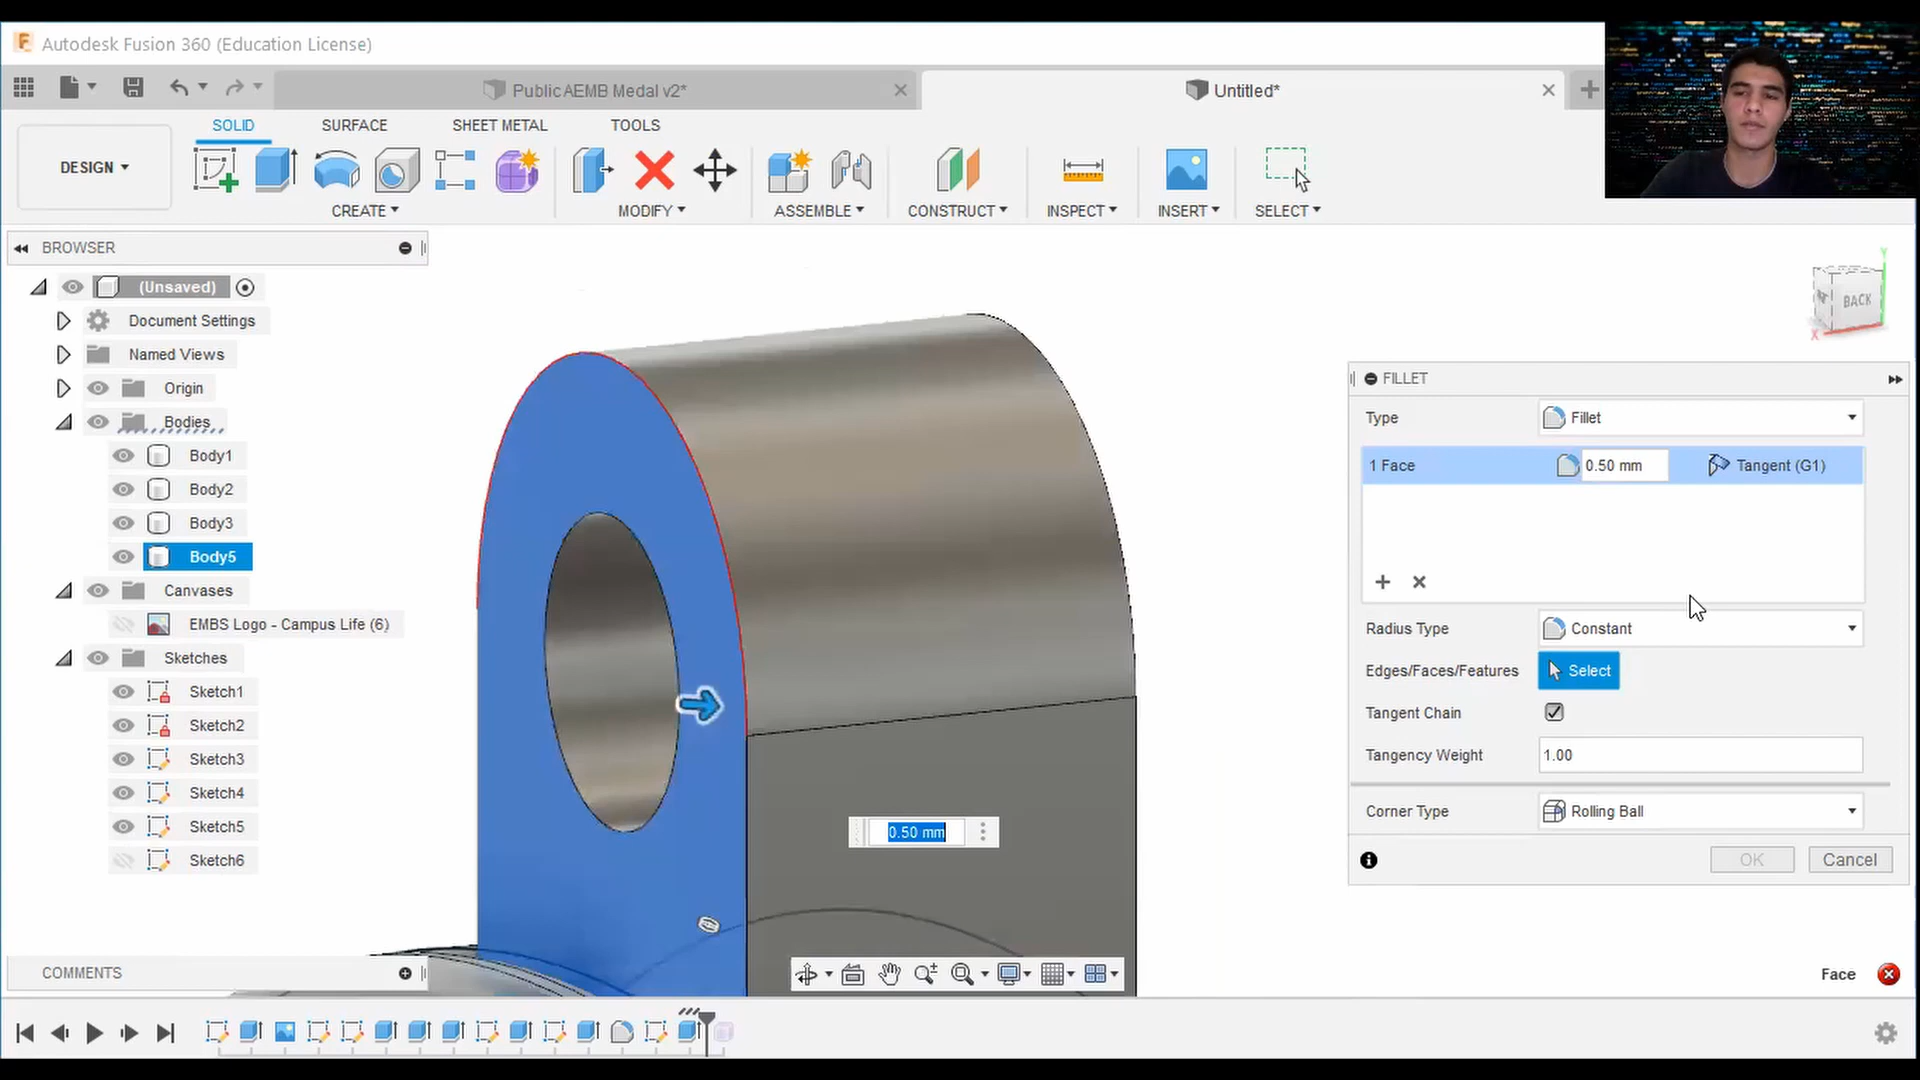 Autodesk Fusion 360 (Education License)
Public AEMB Medal v2*
Untitled*
DESIGN
SOLID
SURFACE
SHEET METAL
TOOLS
CREATE
MODIFY
ASSEMBLE
CONSTRUCT
INSPECT
INSERT
SELECT
BROWSER
(Unsaved)
Document Settings
Named Views
Origin
Bodies
Body1
Body2
Body3
Body5
Canvases
EMBS Logo - Campus Life (6)
Sketches
Sketch1
Sketch2
Sketch3
Sketch4
Sketch5
Sketch6
COMMENTS
Y
BACK
X
FILLET
Type Fillet
1 Face 0.50 mm Tangent (G1)
Radius Type Constant
Edges/Faces/Features Select
Tangent Chain
Tangency Weight 1.00
Corner Type Rolling Ball
OK Cancel
0.50 mm
Face